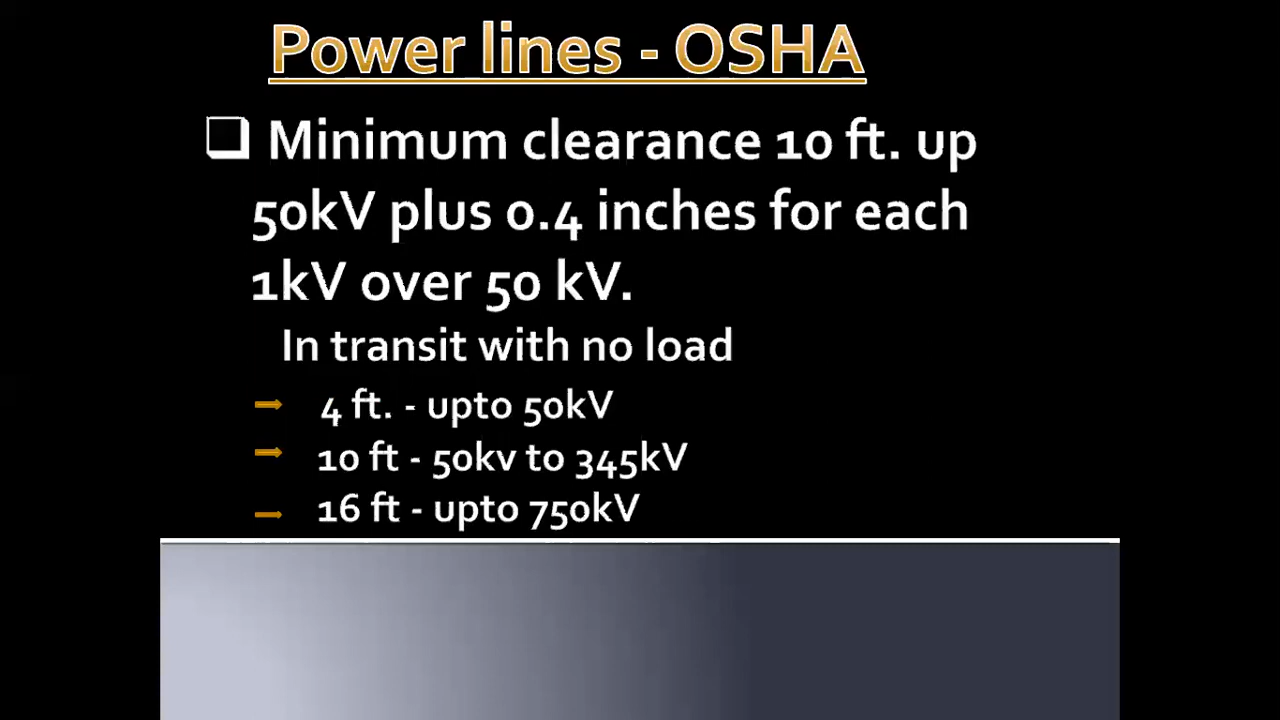 Power lines - OSHA
Minimum clearance 10 ft. up
50kV plus 0.4 inches for each
1kV over 50 kV.
In transit with no load
4 ft. - upto 50kV
10 ft - 50kv to 345kV
16 ft - upto 750kV